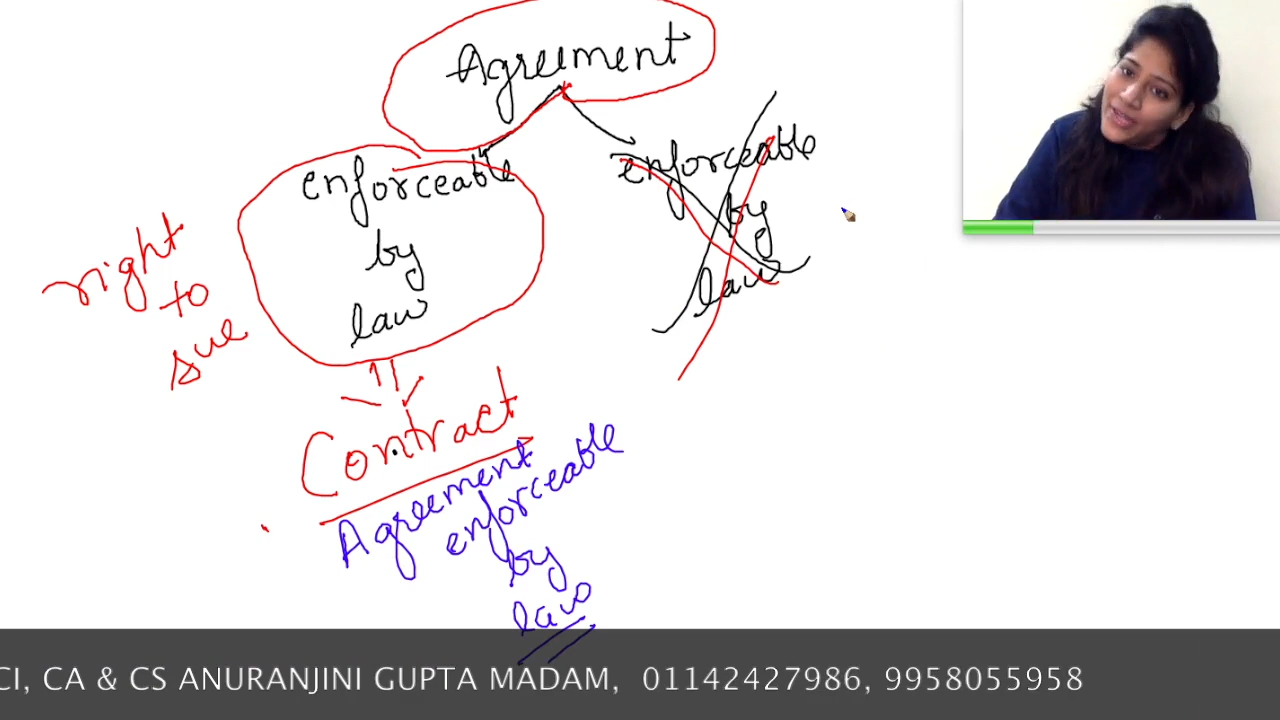 Agreement
enforceable
by
law
enforceable
by
law
right
to
sue
Contract
Agreement
enforceable
by
law
CI, CA & CS ANURANJINI GUPTA MADAM, 01142427986, 9958055958